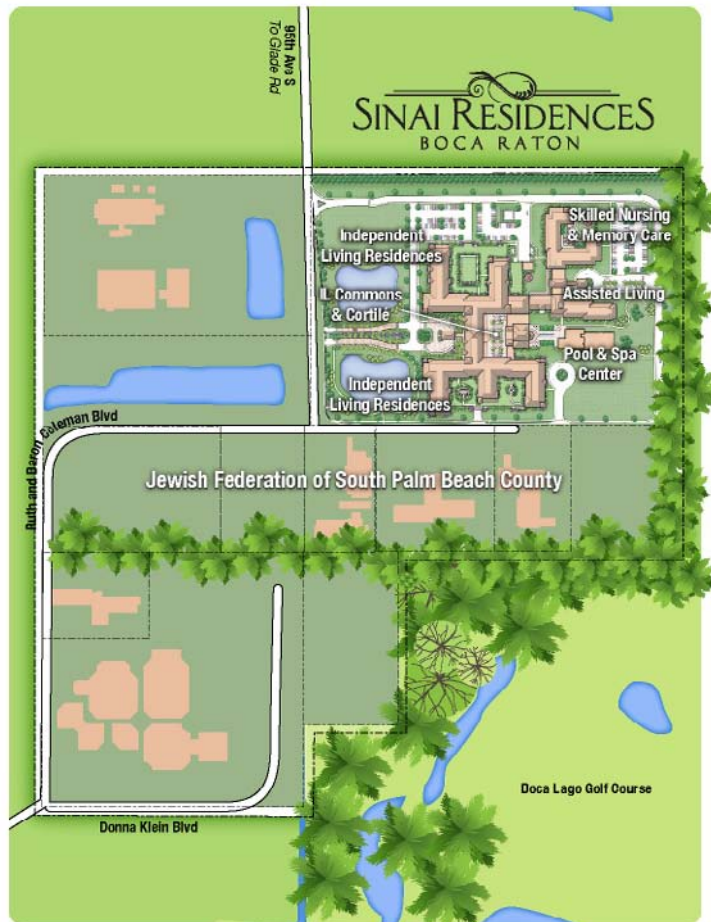 95th Ave S
To Glade Rd
SINAI RESIDENCES
BOCA RATON
Skilled Nursing
& Memory Care
Independent
Living Residences
IL Commons
& Cortile
Assisted Living
Pool & Spa
Center
Independent
Living Residences
Ruth and Baron Coleman Blvd
Jewish Federation of South Palm Beach County
Doca Lago Golf Course
Donna Klein Blvd